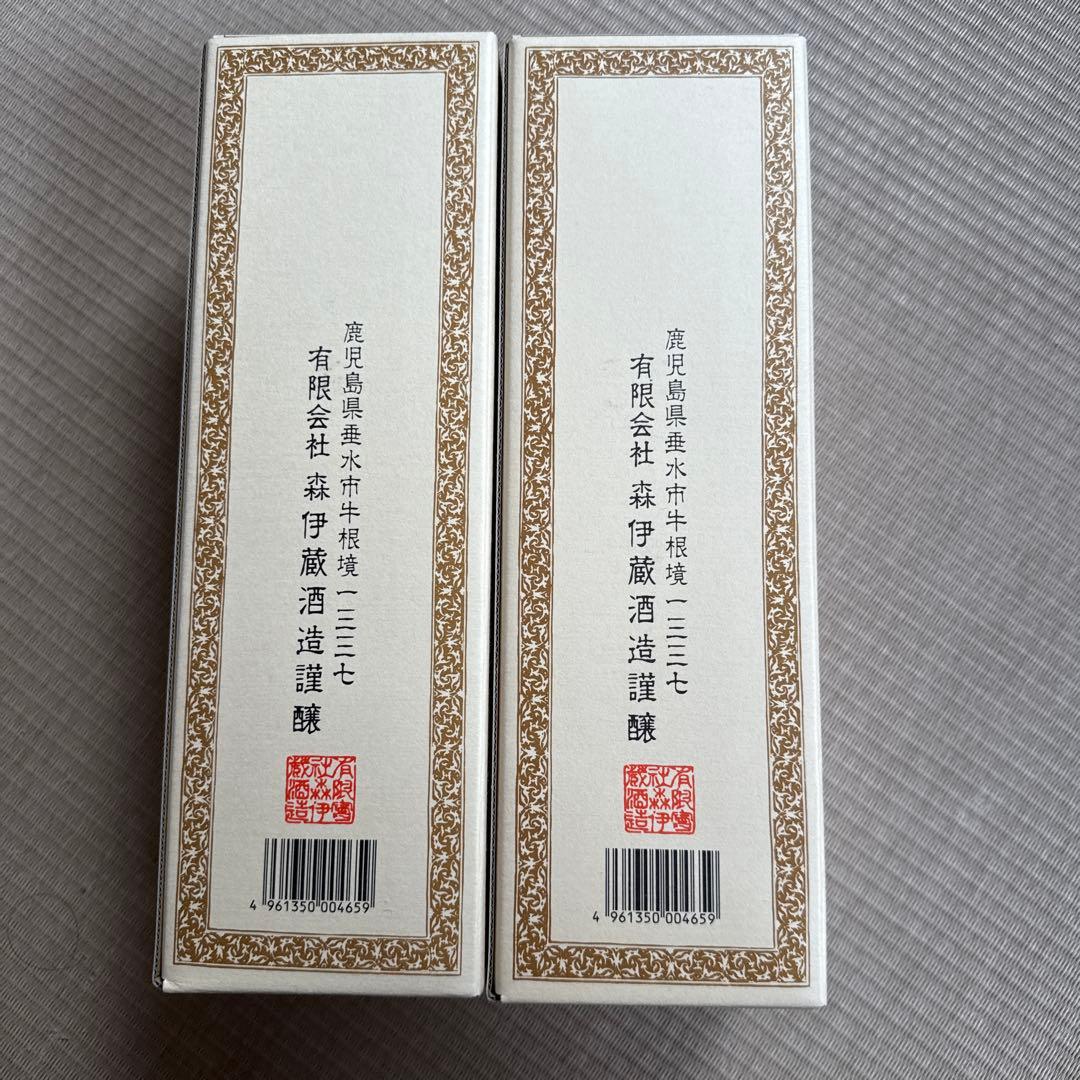 鹿児島県垂水市牛根境一三三七
有限会社 森伊蔵酒造謹醸
有限會
社森伊
蔵酒造
4 961350 004659
鹿児島県垂水市牛根境一三三七
有限会社 森伊蔵酒造謹醸
有限會
社森伊
蔵酒造
4 961350 004659